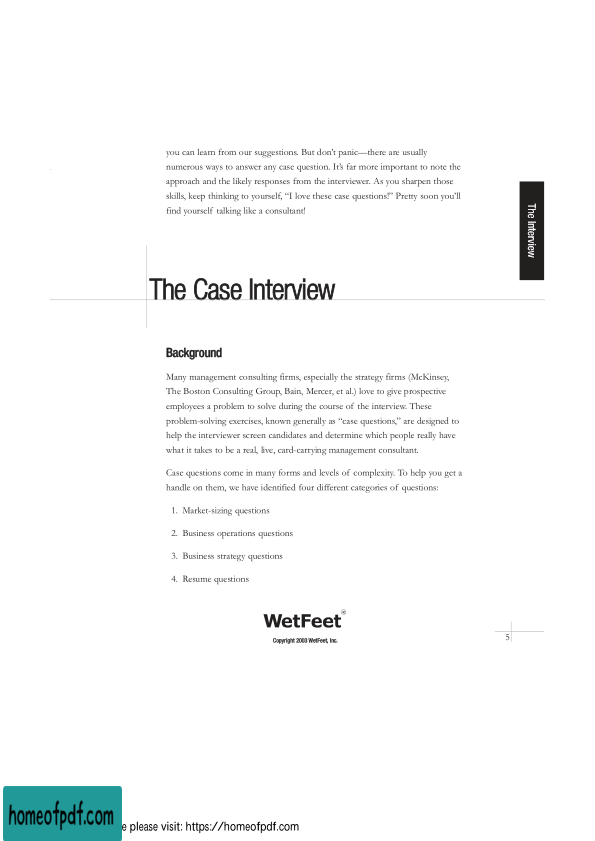 you can learn from our suggestions. But don't panic—there are usually
numerous ways to answer any case question. It's far more important to note the
approach and the likely responses from the interviewer. As you sharpen those
skills, keep thinking to yourself, “I love these case questions!” Pretty soon you'll
find yourself talking like a consultant!
The Interview
The Case Interview
Background
Many management consulting firms, especially the strategy firms (McKinsey,
The Boston Consulting Group, Bain, Mercer, et al.) love to give prospective
employees a problem to solve during the course of the interview. These
problem-solving exercises, known generally as “case questions,” are designed to
help the interviewer screen candidates and determine which people really have
what it takes to be a real, live, card-carrying management consultant.
Case questions come in many forms and levels of complexity. To help you get a
handle on them, we have identified four different categories of questions:
1. Market-sizing questions
2. Business operations questions
3. Business strategy questions
4. Resume questions
WetFeet®
Copyright 2003 WetFeet, Inc.
5
homeofpdf.com
e please visit: https://homeofpdf.com